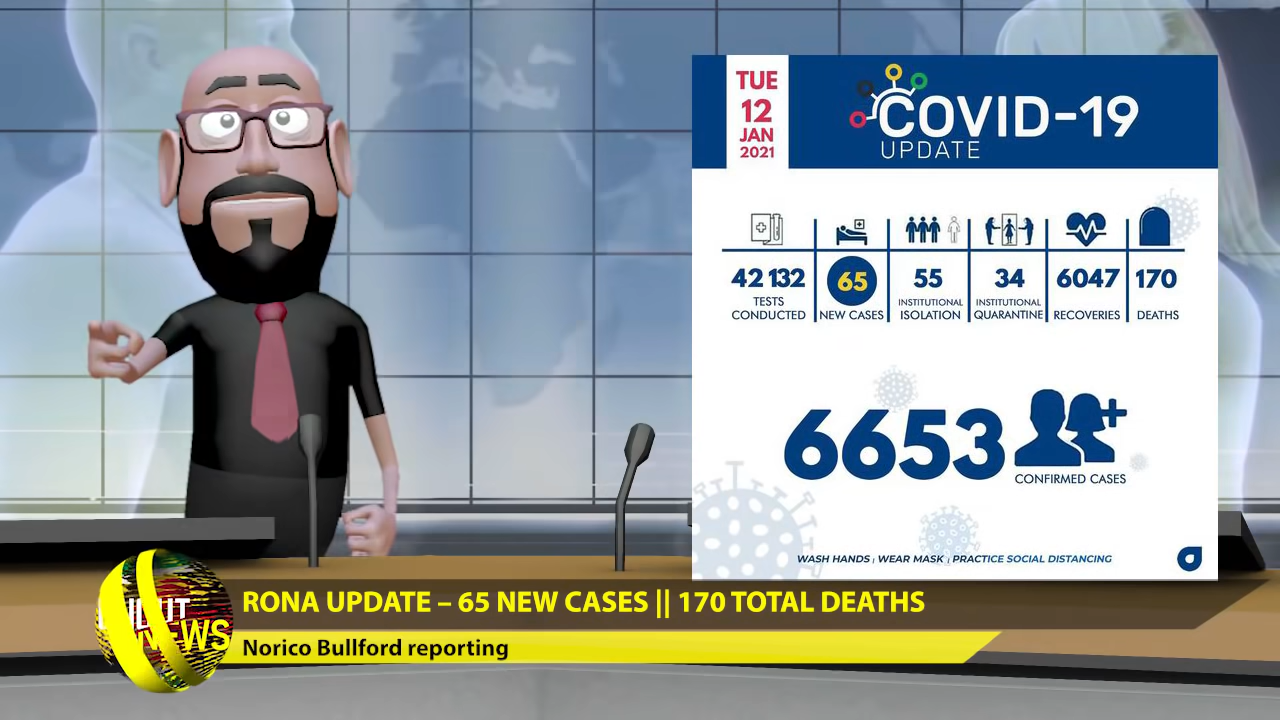 TUE
12
JAN
2021
COVID-19
UPDATE
42 132
TESTS
CONDUCTED
65
NEW CASES
55
INSTITUTIONAL
ISOLATION
34
INSTITUTIONAL
QUARANTINE
6047
RECOVERIES
170
DEATHS
6653
CONFIRMED CASES
WASH HANDS | WEAR MASK | PRACTICE SOCIAL DISTANCING
NEWS
RONA UPDATE – 65 NEW CASES || 170 TOTAL DEATHS
Norico Bullford reporting